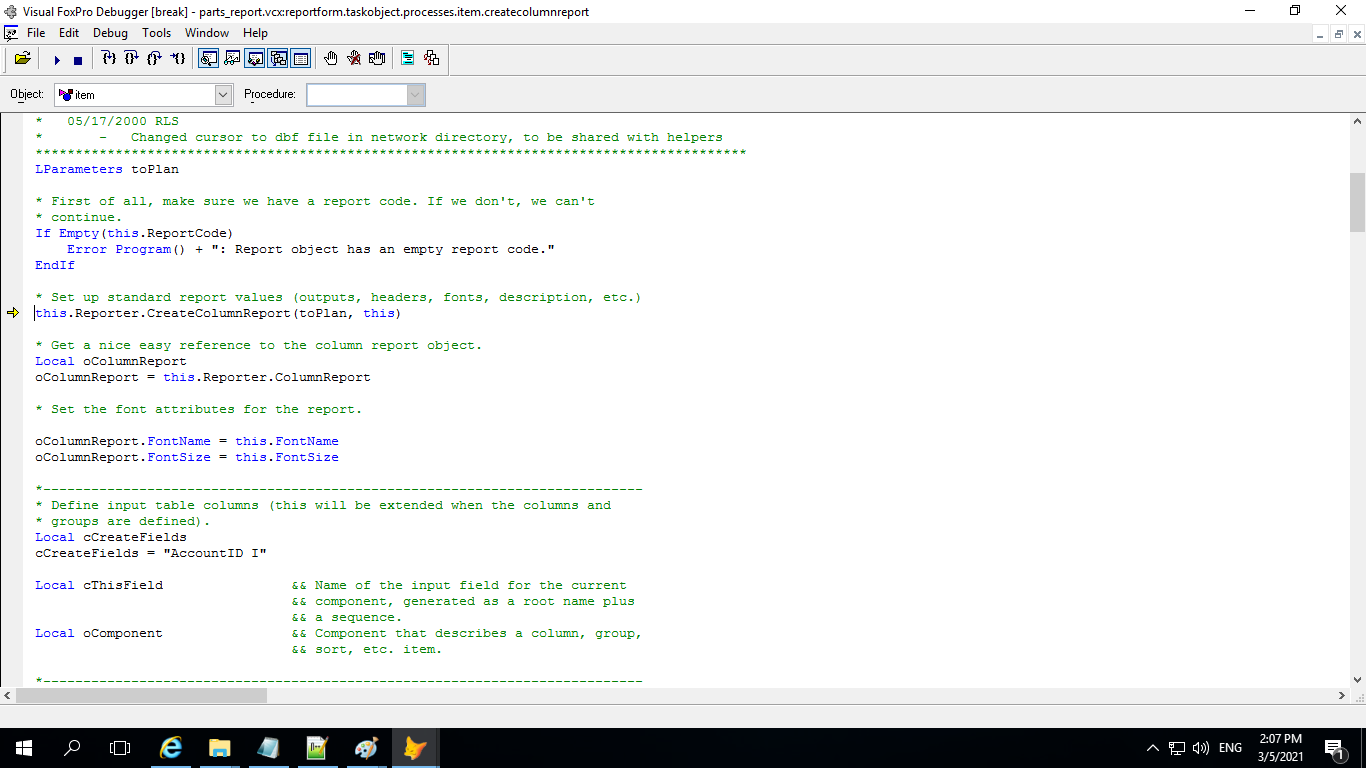 Visual FoxPro Debugger [break] - parts_report.vcx:reportform.taskobject.processes.item.createcolumnreport
File Edit Debug Tools Window Help
Object: item Procedure:
*   05/17/2000 RLS
*       -   Changed cursor to dbf file in network directory, to be shared with helpers
*****************************************************************************************
LParameters toPlan
* First of all, make sure we have a report code. If we don't, we can't
* continue.
If Empty(this.ReportCode)
    Error Program() + ": Report object has an empty report code."
EndIf
* Set up standard report values (outputs, headers, fonts, description, etc.)
this.Reporter.CreateColumnReport(toPlan, this)
* Get a nice easy reference to the column report object.
Local oColumnReport
oColumnReport = this.Reporter.ColumnReport
* Set the font attributes for the report.
oColumnReport.FontName = this.FontName
oColumnReport.FontSize = this.FontSize
*---------------------------------------------------------------------------
* Define input table columns (this will be extended when the columns and
* groups are defined).
Local cCreateFields
cCreateFields = "AccountID I"
Local cThisField                && Name of the input field for the current
                                && component, generated as a root name plus
                                && a sequence.
Local oComponent                && Component that describes a column, group,
                                && sort, etc. item.
*---------------------------------------------------------------------------
ENG
2:07 PM
3/5/2021
1